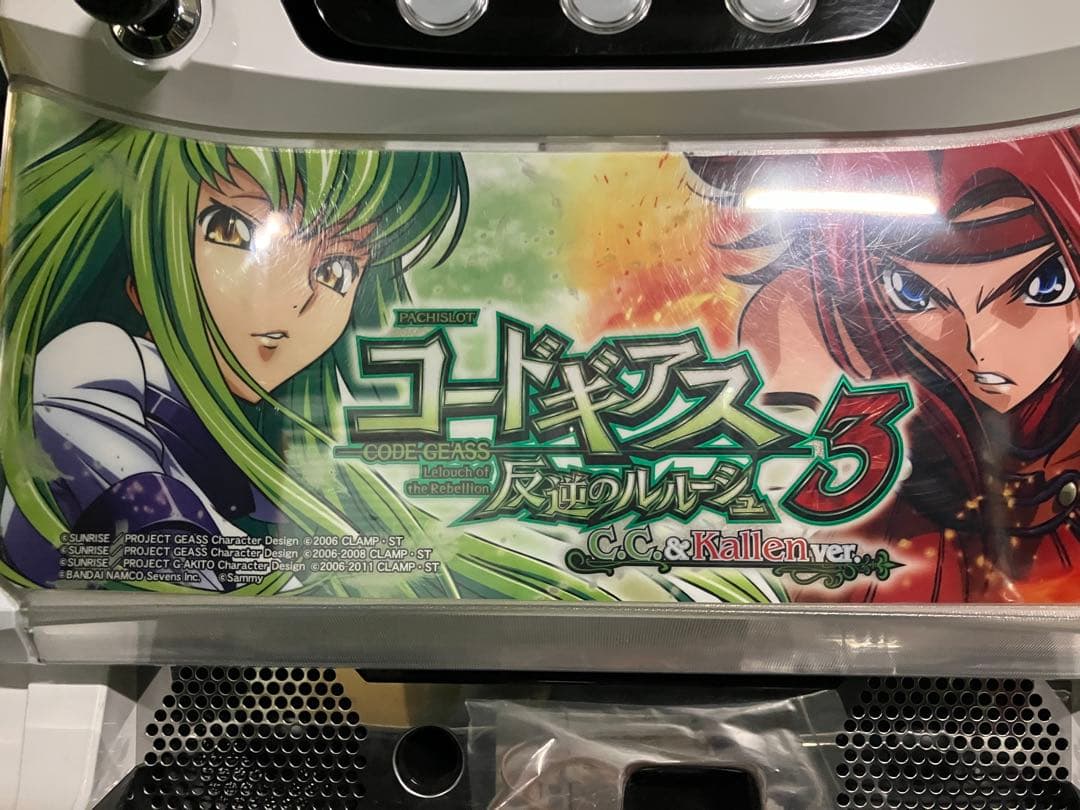 PACHISLOT
コードギアス
CODE GEASS
Lelouch of
the Rebellion
反逆のルルーシュ
3
C.C.&Kallen ver.
©SUNRISE/PROJECT GEASS Character Design ©2006 CLAMP・ST
©SUNRISE/PROJECT GEASS Character Design ©2006-2008 CLAMP・ST
©SUNRISE/PROJECT G-AKITO Character Design ©2006-2011 CLAMP・ST
©BANDAI NAMCO Sevens Inc. ©Sammy